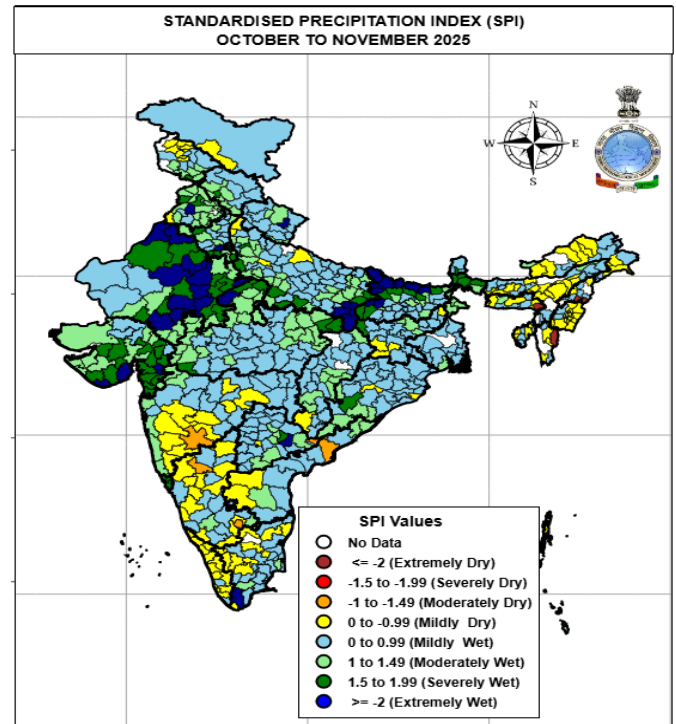 STANDARDISED PRECIPITATION INDEX (SPI)
OCTOBER TO NOVEMBER 2025
N
W E
S
SPI Values
No Data
<= -2 (Extremely Dry)
-1.5 to -1.99 (Severely Dry)
-1 to -1.49 (Moderately Dry)
0 to -0.99 (Mildly Dry)
0 to 0.99 (Mildly Wet)
1 to 1.49 (Moderately Wet)
1.5 to 1.99 (Severely Wet)
>= -2 (Extremely Wet)